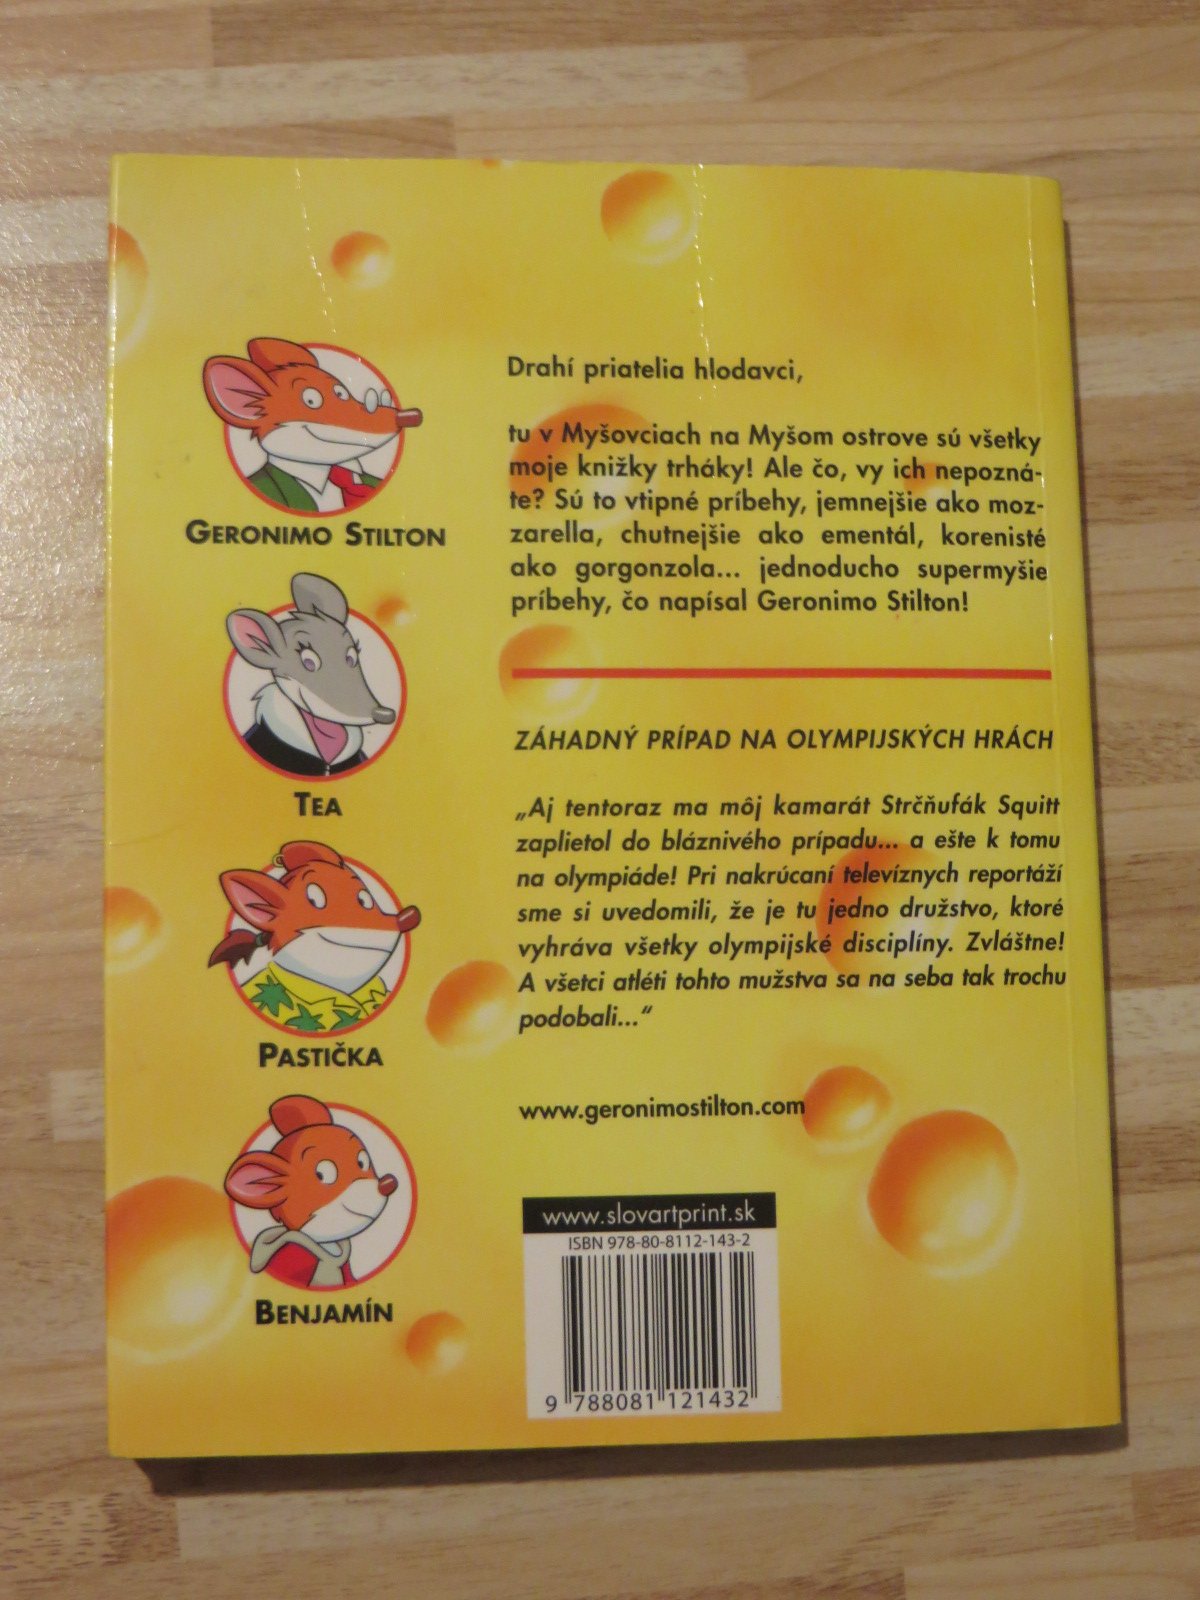 GERONIMO STILTON
TEA
PASTIČKA
BENJAMÍN
Drahí priatelia hlodavci,
tu v Myšovciach na Myšom ostrove sú všetky
moje knižky trháky! Ale čo, vy ich nepozná-
te? Sú to vtipné príbehy, jemnejšie ako moz-
zarella, chutnejšie ako ementál, korenisté
ako gorgonzola... jednoducho supermyšie
príbehy, čo napísal Geronimo Stilton!
ZÁHADNÝ PRÍPAD NA OLYMPIJSKÝCH HRÁCH
„Aj tentoraz ma môj kamarát Strčňufák Squitt
zaplietol do bláznivého prípadu... a ešte k tomu
na olympiáde! Pri nakrúcaní televíznych reportáží
sme si uvedomili, že je tu jedno družstvo, ktoré
vyhráva všetky olympijské disciplíny. Zvláštne!
A všetci atléti tohto mužstva sa na seba tak trochu
podobali...“
www.geronimostilton.com
www.slovartprint.sk
ISBN 978-80-8112-143-2
9 788081 121432